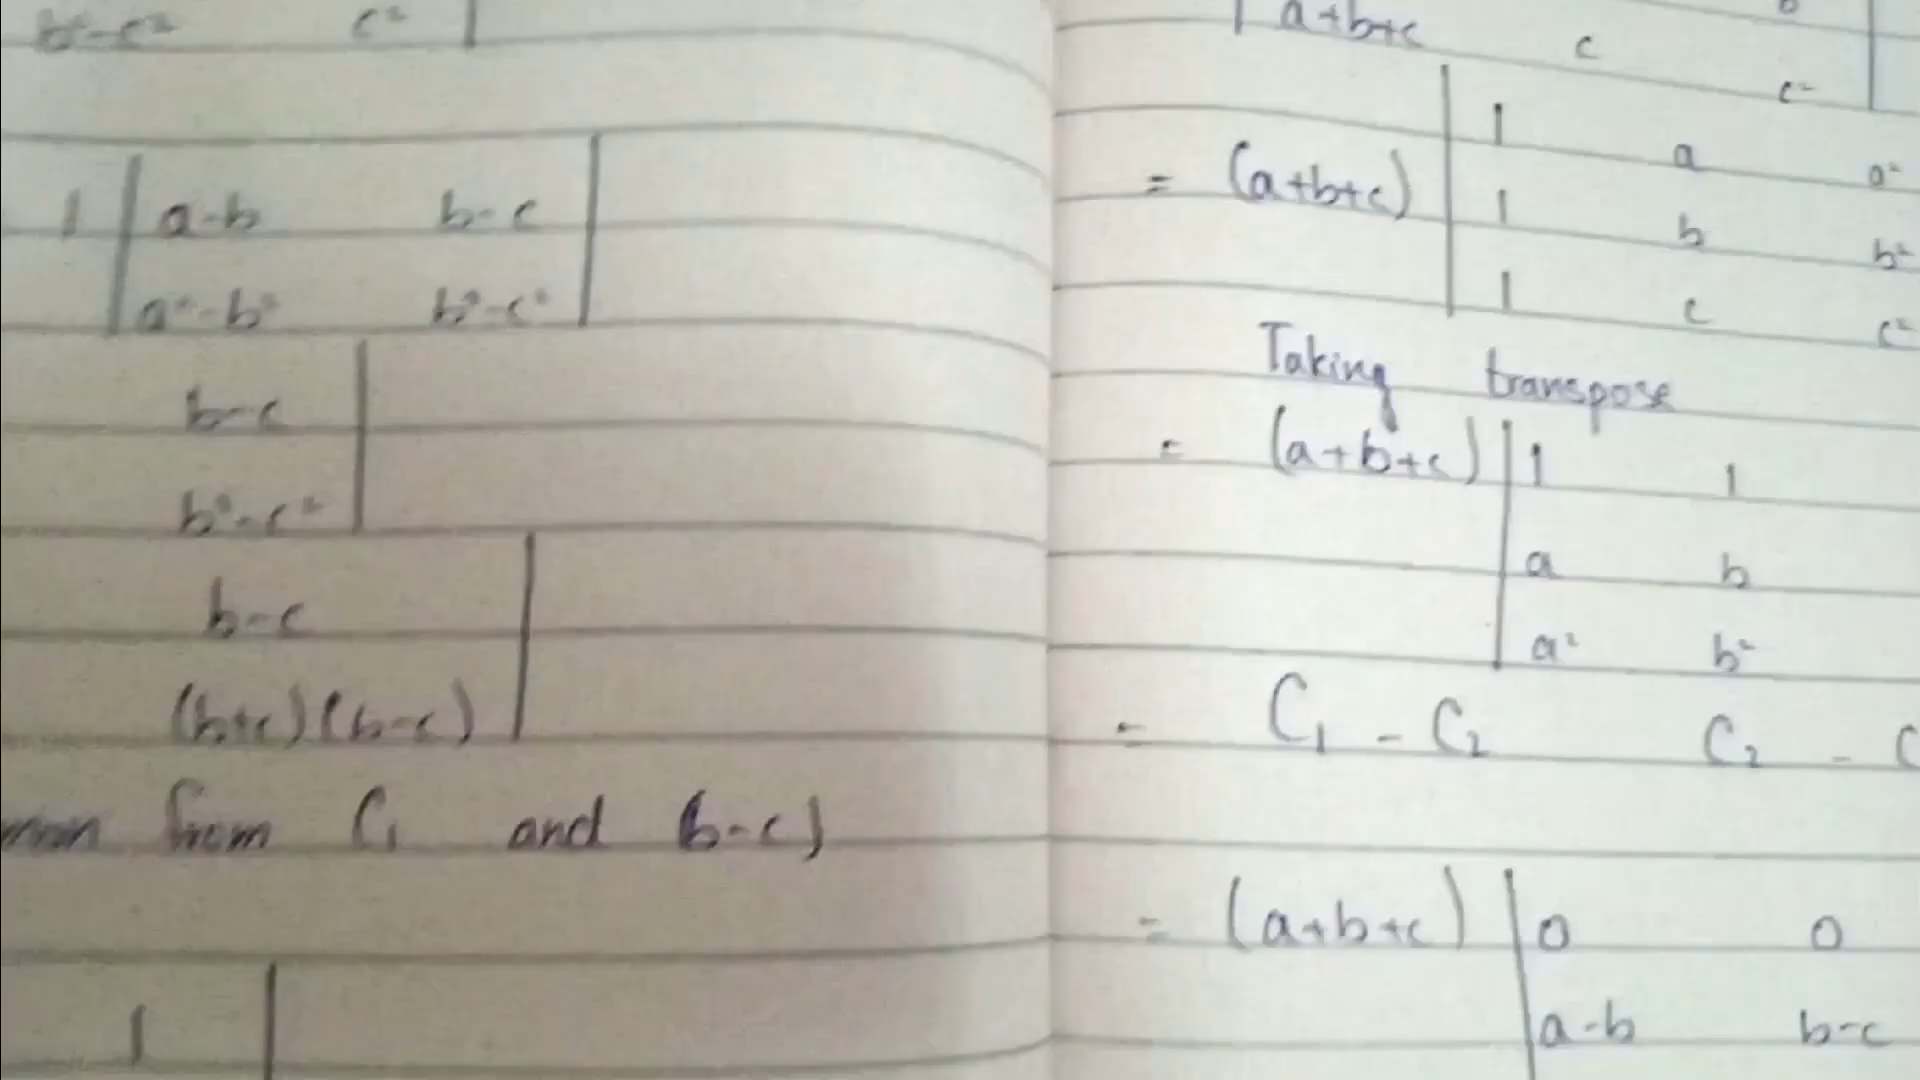 b²-c² c²
1 | a-b b-c |
| a²-b² b²-c² |
b-c |
b²-c² |
b-c |
(b+c)(b-c) |
from C₁ and (b-c)
1 |
| a+b+c c c² |
= (a+b+c) | 1 a a²
| 1 b b²
| 1 c c²
Taking transpose
= (a+b+c) | 1 1
| a b
| a² b²
= C₁ - C₂ C₂ - C
= (a+b+c) | 0 0
| a-b b-c